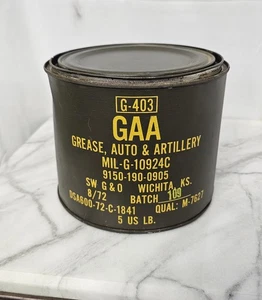 G-403
GAA
GREASE, AUTO & ARTILLERY
MIL-G-10924C
9150-190-0905
SW G & O WICHITA, KS.
8/72 BATCH 109
DSA600-72-C-1841 QUAL: M-7627
5 US LB.